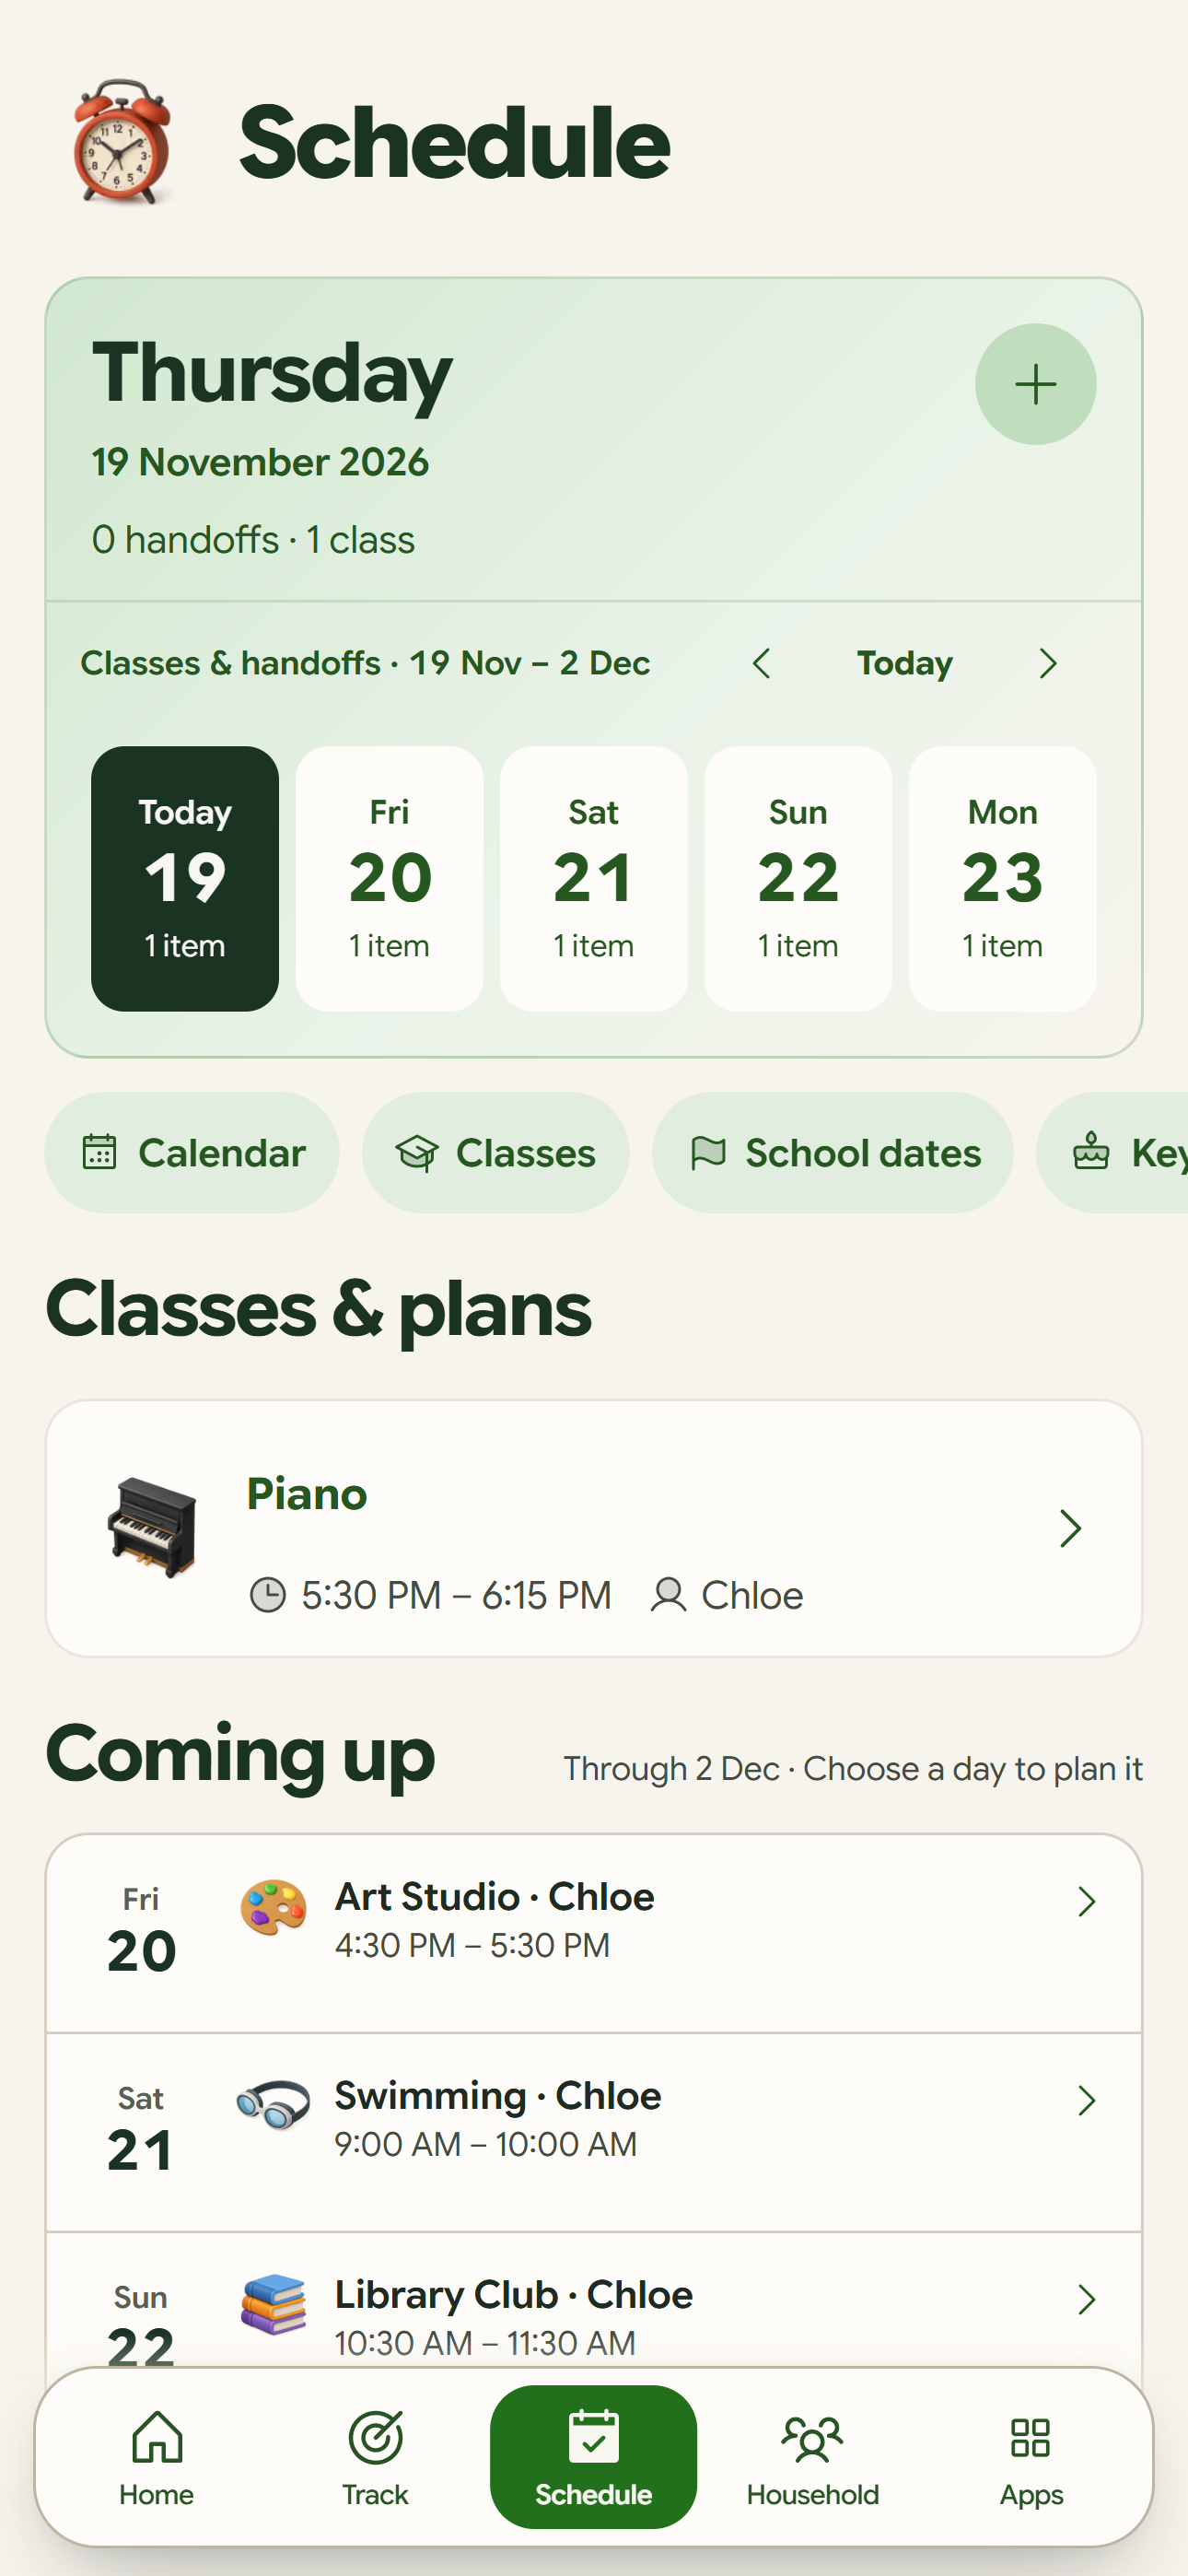 Schedule
Thursday
19 November 2026
0 handoffs · 1 class
Classes & handoffs · 19 Nov – 2 Dec
Today
Today
19
1 item
Fri
20
1 item
Sat
21
1 item
Sun
22
1 item
Mon
23
1 item
Calendar
Classes
School dates
Key
Classes & plans
Piano
5:30 PM – 6:15 PM
Chloe
Coming up
Through 2 Dec · Choose a day to plan it
Fri
20
Art Studio · Chloe
4:30 PM – 5:30 PM
Sat
21
Swimming · Chloe
9:00 AM – 10:00 AM
Sun
22
Library Club · Chloe
10:30 AM – 11:30 AM
Home
Track
Schedule
Household
Apps